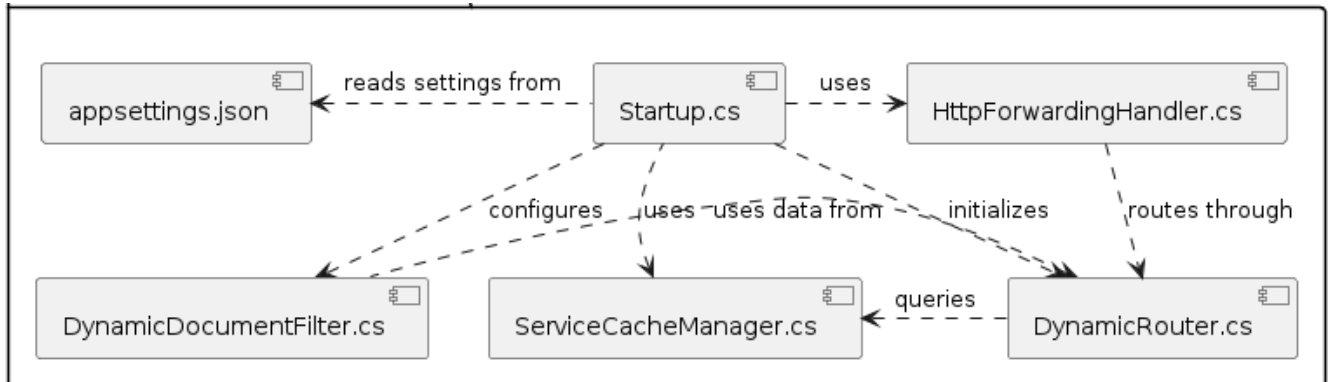 reads settings from
uses
appsettings.json
Startup.cs
HttpForwardingHandler.cs
configures
uses
uses data from
initializes
routes through
queries
DynamicDocumentFilter.cs
ServiceCacheManager.cs
DynamicRouter.cs